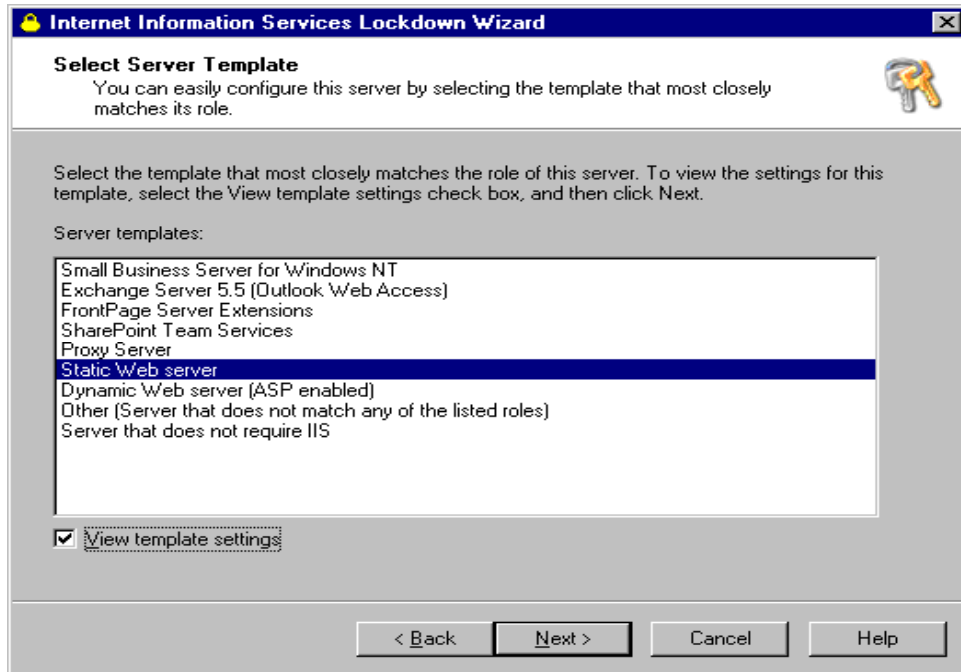 Internet Information Services Lockdown Wizard
Select Server Template
You can easily configure this server by selecting the template that most closely
matches its role.
Select the template that most closely matches the role of this server. To view the settings for this
template, select the View template settings check box, and then click Next.
Server templates:
Small Business Server for Windows NT
Exchange Server 5.5 (Outlook Web Access)
FrontPage Server Extensions
SharePoint Team Services
Proxy Server
Static Web server
Dynamic Web server (ASP enabled)
Other (Server that does not match any of the listed roles)
Server that does not require IIS
View template settings
< Back Next > Cancel Help